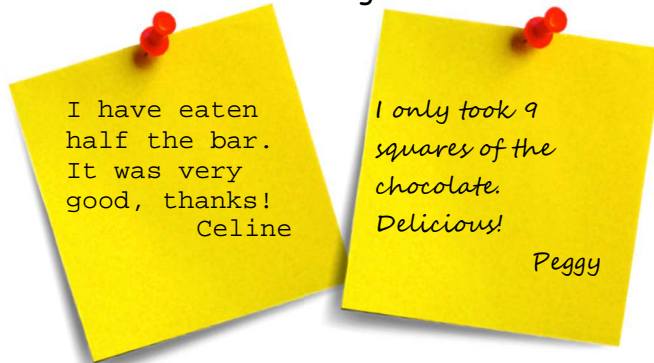 I have eaten
half the bar.
It was very
good, thanks!
Celine
I only took 9
squares of the
chocolate.
Delicious!
Peggy